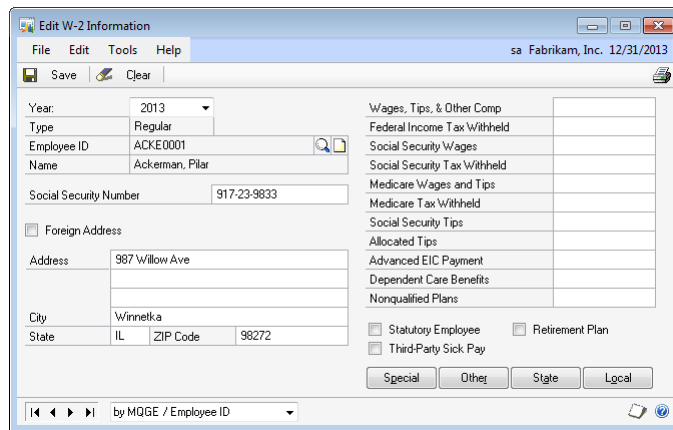 Edit W-2 Information
File Edit Tools Help sa Fabrikam, Inc. 12/31/2013
Save Clear
Year: 2013
Type Regular
Employee ID ACKE0001
Name Ackerman, Pilar
Social Security Number 917-23-9833
Foreign Address
Address 987 Willow Ave
City Winnetka
State IL ZIP Code 98272
Wages, Tips, & Other Comp
Federal Income Tax Withheld
Social Security Wages
Social Security Tax Withheld
Medicare Wages and Tips
Medicare Tax Withheld
Social Security Tips
Allocated Tips
Advanced EIC Payment
Dependent Care Benefits
Nonqualified Plans
Statutory Employee Retirement Plan
Third-Party Sick Pay
Special Other State Local
by MQGE / Employee ID